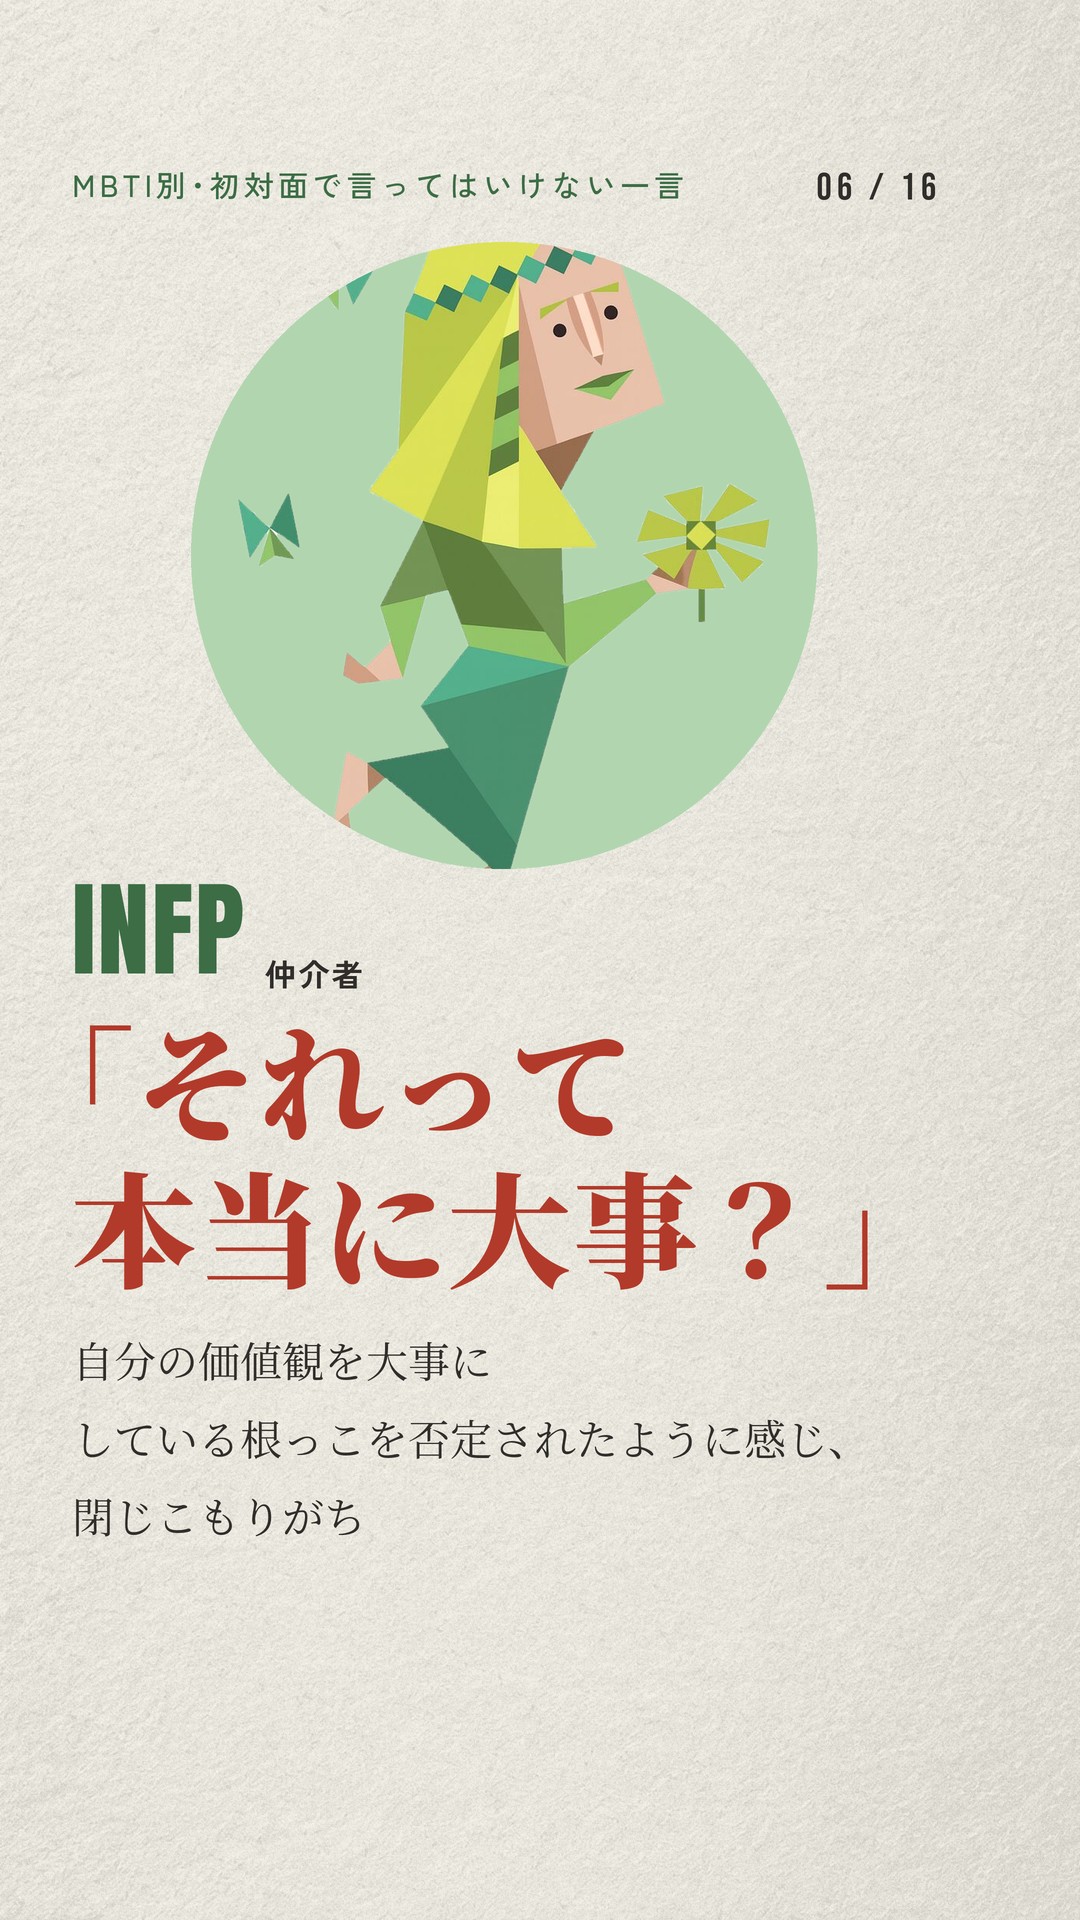 MBTI別・初対面で言ってはいけない一言
06 / 16
INFP
仲介者
「それって
本当に大事？」
自分の価値観を大事に
している根っこを否定されたように感じ、
閉じこもりがち